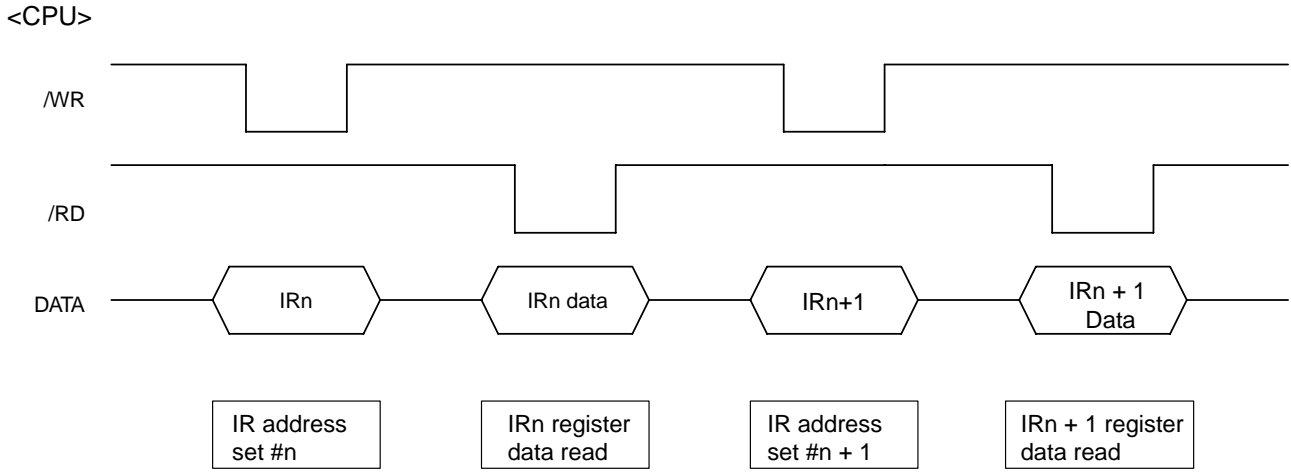 <CPU>
/WR
/RD
DATA
IRn
IRn data
IRn+1
IRn + 1
Data
IR address
set #n
IRn register
data read
IR address
set #n + 1
IRn + 1 register
data read